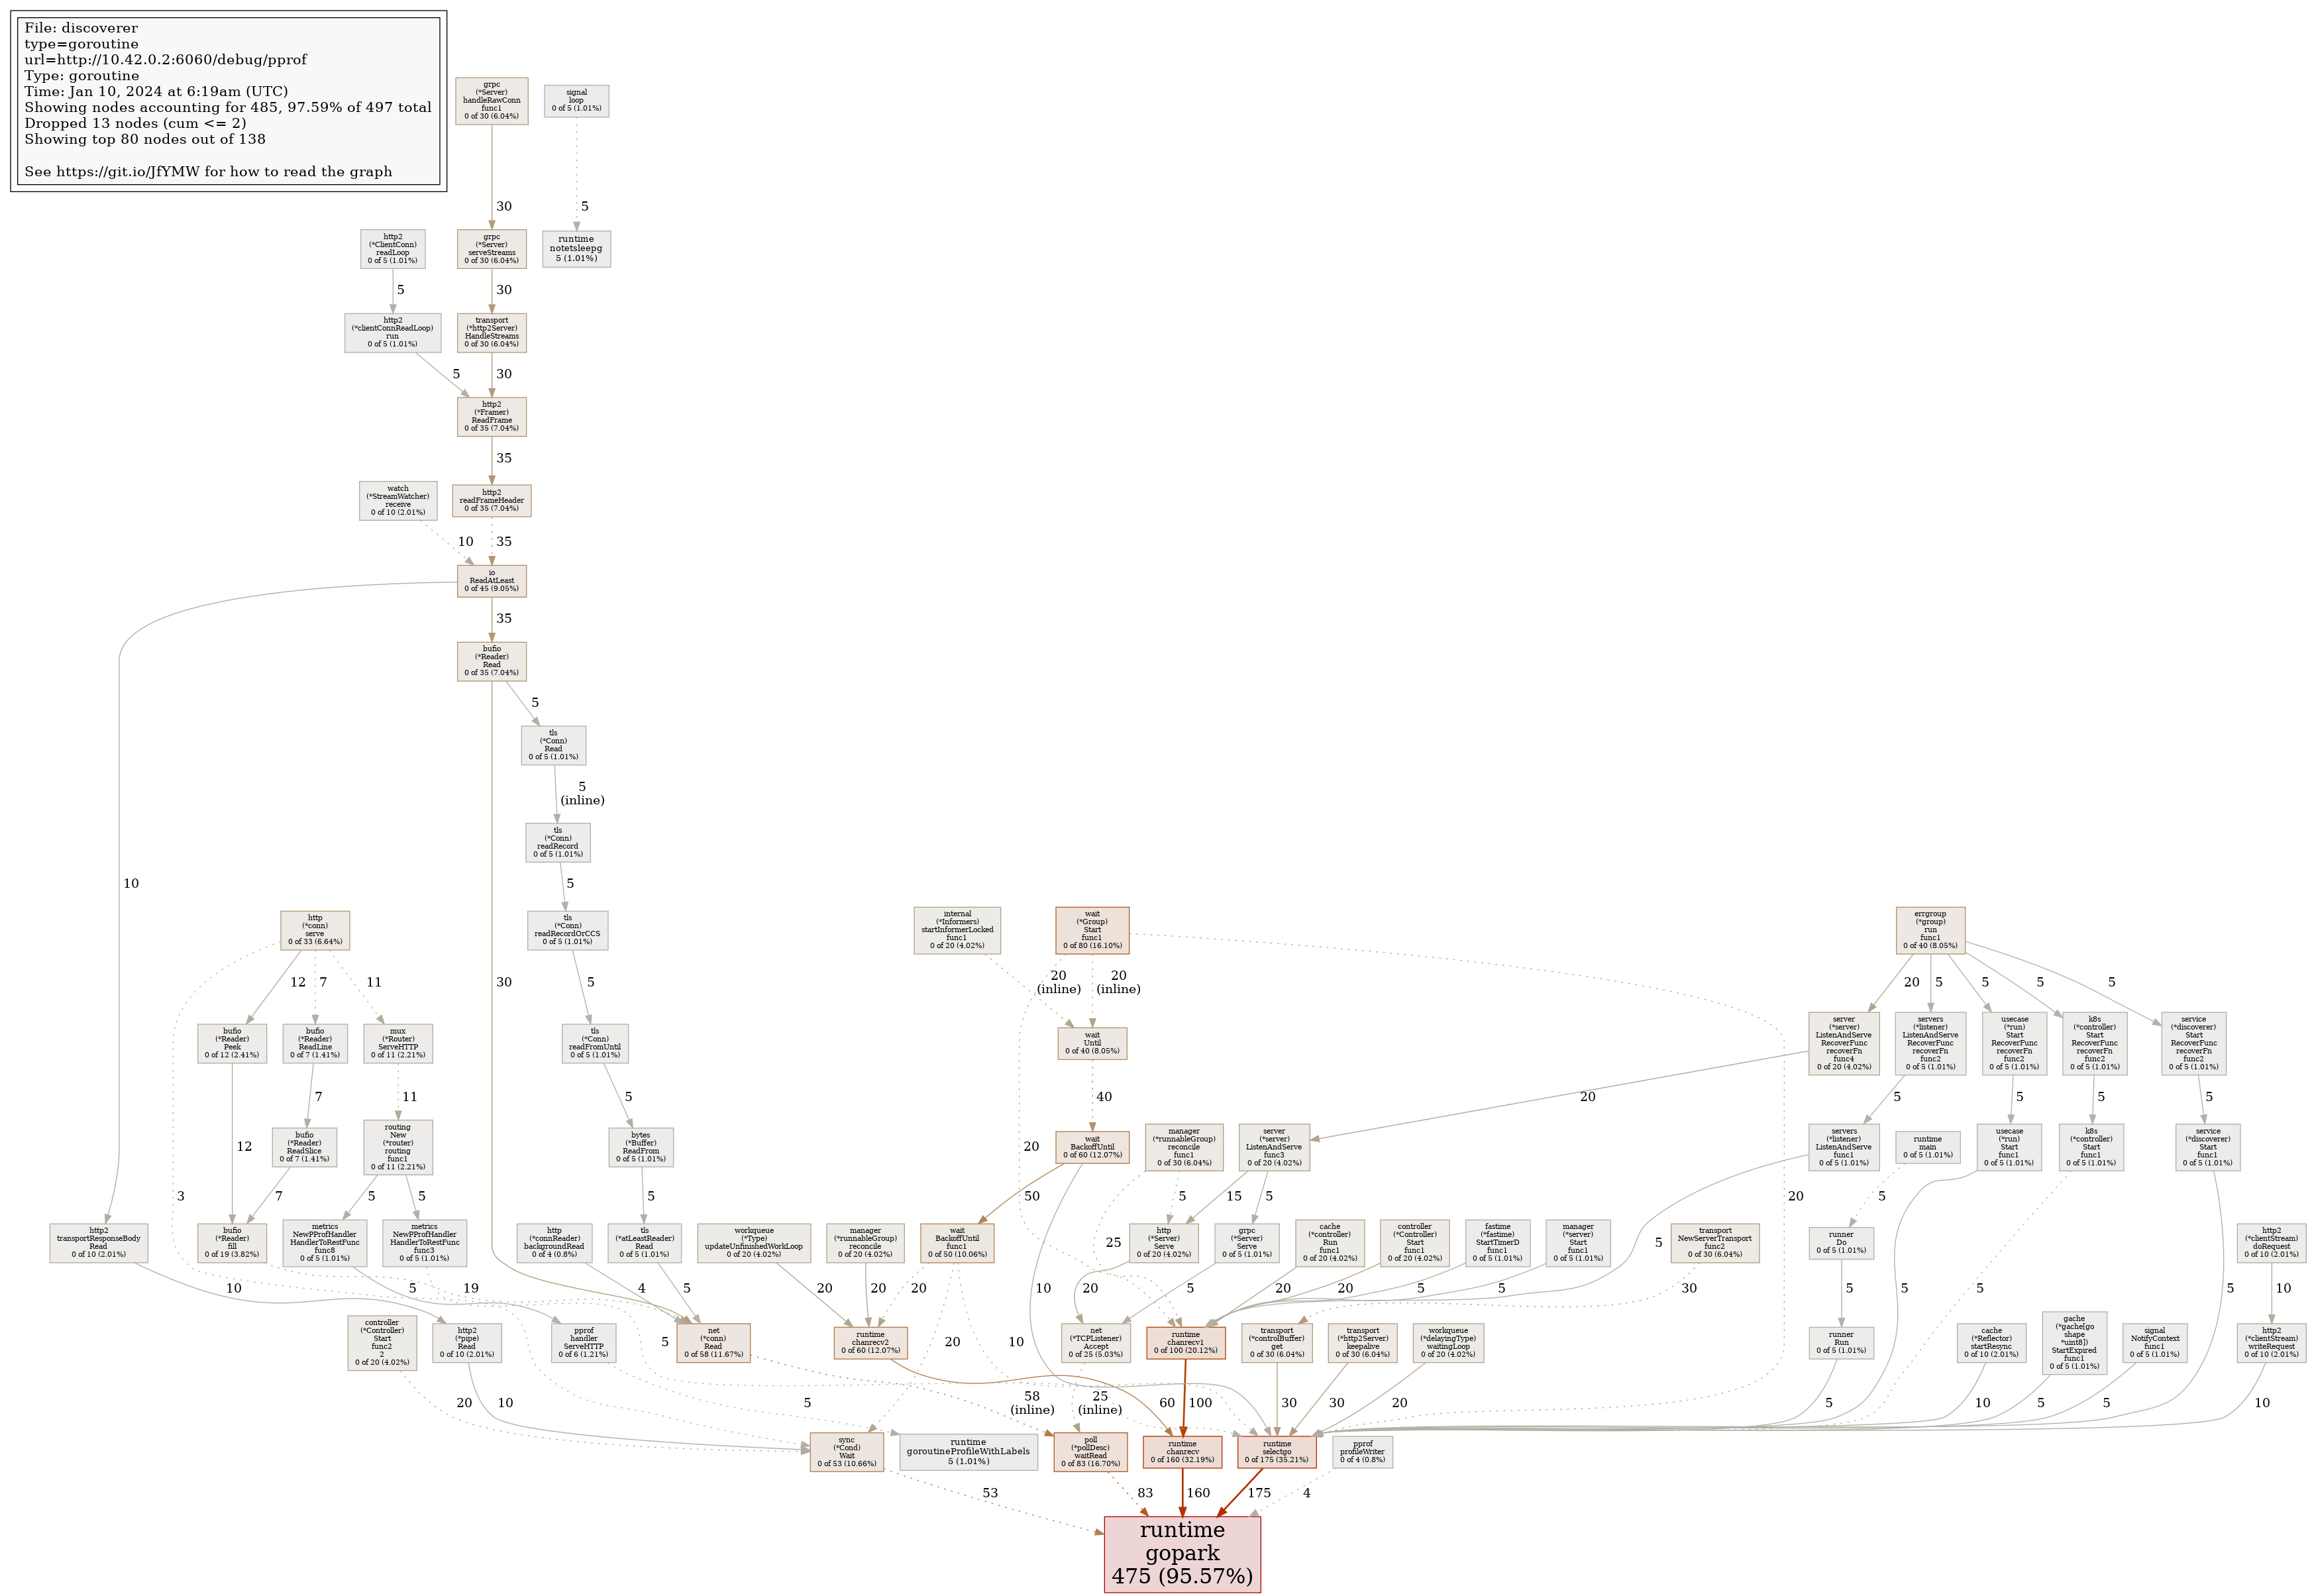 File: discoverer
type=goroutine
url=http://10.42.0.2:6060/debug/pprof
Type: goroutine
Time: Jan 10, 2024 at 6:19am (UTC)
Showing nodes accounting for 485, 97.59% of 497 total
Dropped 13 nodes (cum <= 2)
Showing top 80 nodes out of 138
See https://git.io/JfYMW for how to read the graph
grpc
(*Server)
handleRawConn
func1
0 of 30 (6.04%)
signal
loop
0 of 5 (1.01%)
30
5
http2
(*ClientConn)
readLoop
0 of 5 (1.01%)
grpc
(*Server)
serveStreams
0 of 30 (6.04%)
runtime
notetsleepg
5 (1.01%)
5
30
http2
(*clientConnReadLoop)
run
0 of 5 (1.01%)
transport
(*http2Server)
HandleStreams
0 of 30 (6.04%)
5
30
http2
(*Framer)
ReadFrame
0 of 35 (7.04%)
35
watch
(*StreamWatcher)
receive
0 of 10 (2.01%)
http2
readFrameHeader
0 of 35 (7.04%)
10
35
io
ReadAtLeast
0 of 45 (9.05%)
35
bufio
(*Reader)
Read
0 of 35 (7.04%)
5
tls
(*Conn)
Read
0 of 5 (1.01%)
5
(inline)
tls
(*Conn)
readRecord
0 of 5 (1.01%)
10
5
http
(*conn)
serve
0 of 33 (6.64%)
tls
(*Conn)
readRecordOrCCS
0 of 5 (1.01%)
internal
(*Informers)
startInformerLocked
func1
0 of 20 (4.02%)
wait
(*Group)
Start
func1
0 of 80 (16.10%)
errgroup
(*group)
run
func1
0 of 40 (8.05%)
12
7
11
30
5
20
(inline)
20
(inline)
20
5
5
5
5
bufio
(*Reader)
Peek
0 of 12 (2.41%)
bufio
(*Reader)
ReadLine
0 of 7 (1.41%)
mux
(*Router)
ServeHTTP
0 of 11 (2.21%)
tls
(*Conn)
readFromUntil
0 of 5 (1.01%)
wait
Until
0 of 40 (8.05%)
server
(*server)
ListenAndServe
RecoverFunc
recoverFn
func4
0 of 20 (4.02%)
servers
(*listener)
ListenAndServe
RecoverFunc
recoverFn
func2
0 of 5 (1.01%)
usecase
(*run)
Start
RecoverFunc
recoverFn
func2
0 of 5 (1.01%)
k8s
(*controller)
Start
RecoverFunc
recoverFn
func2
0 of 5 (1.01%)
service
(*discoverer)
Start
RecoverFunc
recoverFn
func2
0 of 5 (1.01%)
7
11
5
40
20
5
5
5
5
12
20
bufio
(*Reader)
ReadSlice
0 of 7 (1.41%)
routing
New
(*router)
routing
func1
0 of 11 (2.21%)
bytes
(*Buffer)
ReadFrom
0 of 5 (1.01%)
wait
BackoffUntil
0 of 60 (12.07%)
manager
(*runnableGroup)
reconcile
func1
0 of 30 (6.04%)
server
(*server)
ListenAndServe
func3
0 of 20 (4.02%)
servers
(*listener)
ListenAndServe
func1
0 of 5 (1.01%)
runtime
main
0 of 5 (1.01%)
usecase
(*run)
Start
func1
0 of 5 (1.01%)
k8s
(*controller)
Start
func1
0 of 5 (1.01%)
service
(*discoverer)
Start
func1
0 of 5 (1.01%)
3
7
5
5
5
50
5
15
5
5
20
http2
transportResponseBody
Read
0 of 10 (2.01%)
bufio
(*Reader)
fill
0 of 19 (3.82%)
metrics
NewPProfHandler
HandlerToRestFunc
func8
0 of 5 (1.01%)
metrics
NewPProfHandler
HandlerToRestFunc
func3
0 of 5 (1.01%)
http
(*connReader)
backgroundRead
0 of 4 (0.8%)
tls
(*atLeastReader)
Read
0 of 5 (1.01%)
workqueue
(*Type)
updateUnfinishedWorkLoop
0 of 20 (4.02%)
manager
(*runnableGroup)
reconcile
0 of 20 (4.02%)
wait
BackoffUntil
func1
0 of 50 (10.06%)
25
http
(*Server)
Serve
0 of 20 (4.02%)
grpc
(*Server)
Serve
0 of 5 (1.01%)
cache
(*controller)
Run
func1
0 of 20 (4.02%)
controller
(*Controller)
Start
func1
0 of 20 (4.02%)
fastime
(*fastime)
StartTimerD
func1
0 of 5 (1.01%)
manager
(*server)
Start
func1
0 of 5 (1.01%)
5
transport
NewServerTransport
func2
0 of 30 (6.04%)
runner
Do
0 of 5 (1.01%)
http2
(*clientStream)
doRequest
0 of 10 (2.01%)
10
5
19
4
5
20
20
20
10
20
5
20
20
5
5
30
5
5
5
5
10
controller
(*Controller)
Start
func2
2
0 of 20 (4.02%)
http2
(*pipe)
Read
0 of 10 (2.01%)
pprof
handler
ServeHTTP
0 of 6 (1.21%)
5
net
(*conn)
Read
0 of 58 (11.67%)
runtime
chanrecv2
0 of 60 (12.07%)
20
10
net
(*TCPListener)
Accept
0 of 25 (5.03%)
runtime
chanrecv1
0 of 100 (20.12%)
transport
(*controlBuffer)
get
0 of 30 (6.04%)
transport
(*http2Server)
keepalive
0 of 30 (6.04%)
workqueue
(*delayingType)
waitingLoop
0 of 20 (4.02%)
runner
Run
0 of 5 (1.01%)
cache
(*Reflector)
startResync
0 of 10 (2.01%)
gache
(*gache[go
shape
*uint8])
StartExpired
func1
0 of 5 (1.01%)
signal
NotifyContext
func1
0 of 5 (1.01%)
http2
(*clientStream)
writeRequest
0 of 10 (2.01%)
20
10
5
58
(inline)
25
(inline)
60
100
30
30
20
5
10
5
5
10
sync
(*Cond)
Wait
0 of 53 (10.66%)
runtime
goroutineProfileWithLabels
5 (1.01%)
poll
(*pollDesc)
waitRead
0 of 83 (16.70%)
runtime
chanrecv
0 of 160 (32.19%)
runtime
selectgo
0 of 175 (35.21%)
pprof
profileWriter
0 of 4 (0.8%)
53
83
160
175
4
runtime
gopark
475 (95.57%)